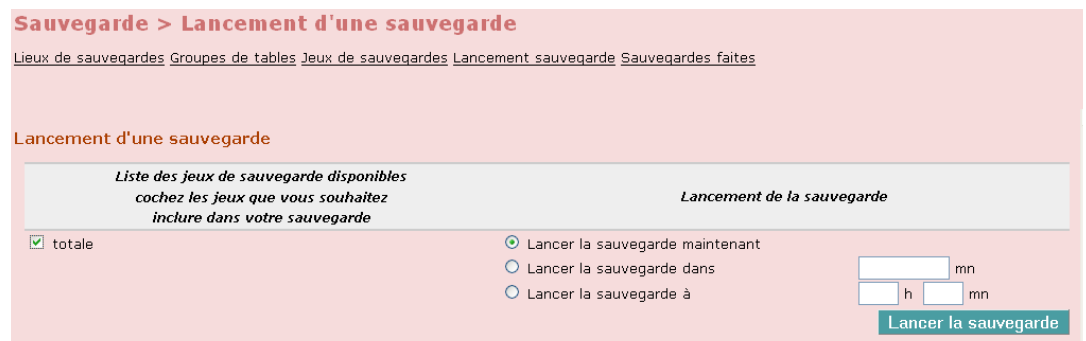 Sauvegarde > Lancement d'une sauvegarde
Lieux de sauvegardes Groupes de tables Jeux de sauvegardes Lancement sauvegarde Sauvegardes faites
Lancement d'une sauvegarde
Liste des jeux de sauvegarde disponibles
cochez les jeux que vous souhaitez
inclure dans votre sauvegarde
Lancement de la sauvegarde
totale
Lancer la sauvegarde maintenant
Lancer la sauvegarde dans mn
Lancer la sauvegarde à h mn
Lancer la sauvegarde